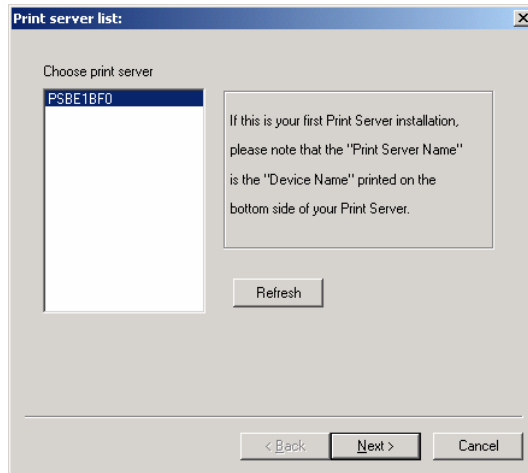 Print server list:
Choose print server
PSBE1BF0
If this is your first Print Server installation,
please note that the "Print Server Name"
is the "Device Name" printed on the
bottom side of your Print Server.
Refresh
< Back
Next >
Cancel